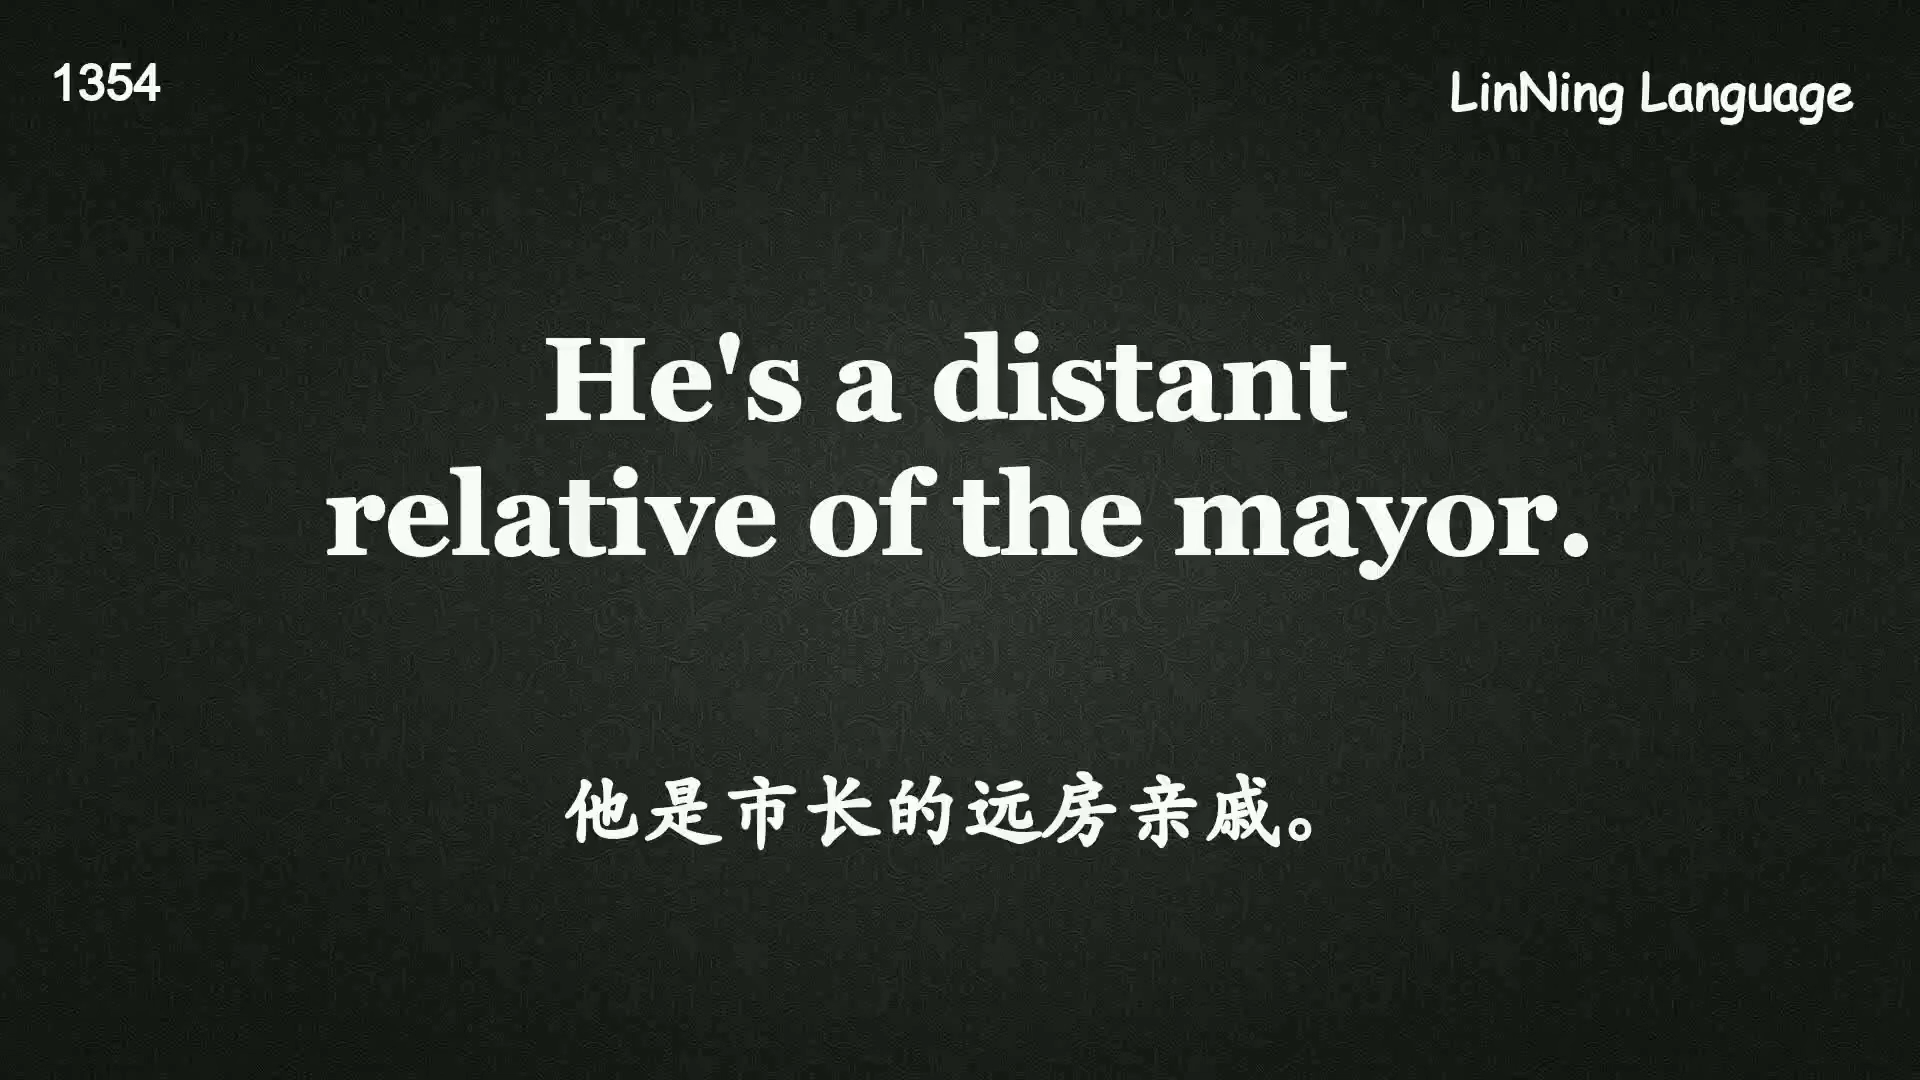 1354
LinNing Language
He's a distant
relative of the mayor.
他是市长的远房亲戚。